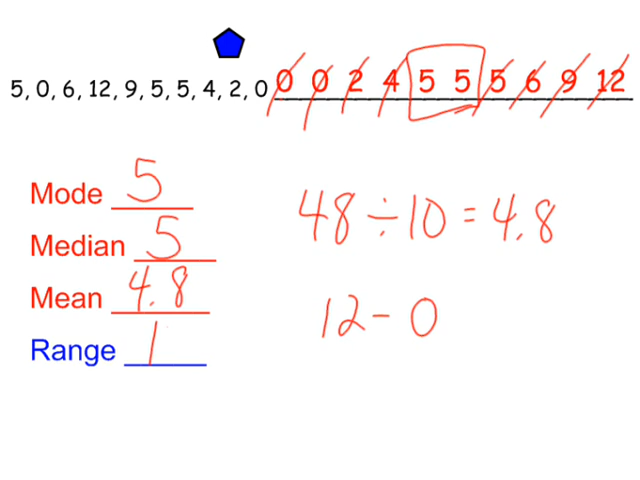 5, 0, 6, 12, 9, 5, 5, 4, 2, 0 0 0 2 4 5 5 5 6 9 12
Mode 5
48 ÷ 10 = 4.8
Median 5
Mean 4.8
12 - 0
Range 1